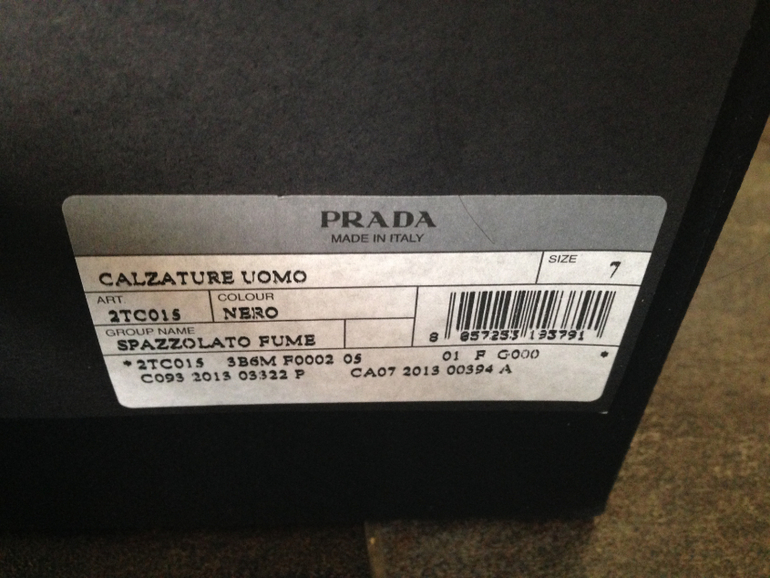 PRADA
MADE IN ITALY
CALZATURE UOMO
SIZE 7
ART. 2TC015
COLOUR NERO
GROUP NAME
SPAZZOLATO FUME
8 857253 193791
*2TC015 3B6M F0002 05 01 F G000 *
C093 2013 03322 P CA07 2013 00394 A